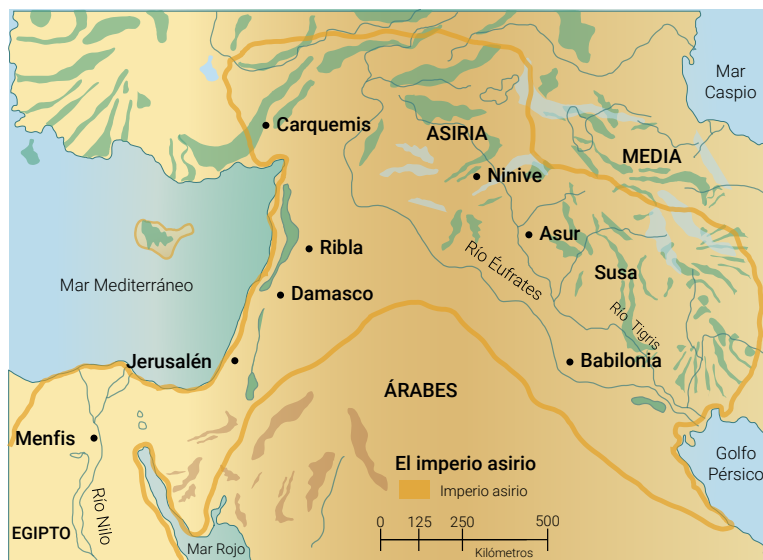 Mar
Caspio
Carquemis
ASIRIA
MEDIA
Ninive
Asur
Ribla
Río Éufrates
Susa
Mar Mediterráneo
Damasco
Río Tigris
Jerusalén
Babilonia
ÁRABES
Menfis
Golfo
Pérsico
El imperio asirio
Imperio asirio
Río Nilo
EGIPTO
Mar Rojo
0 125 250 500
Kilómetros